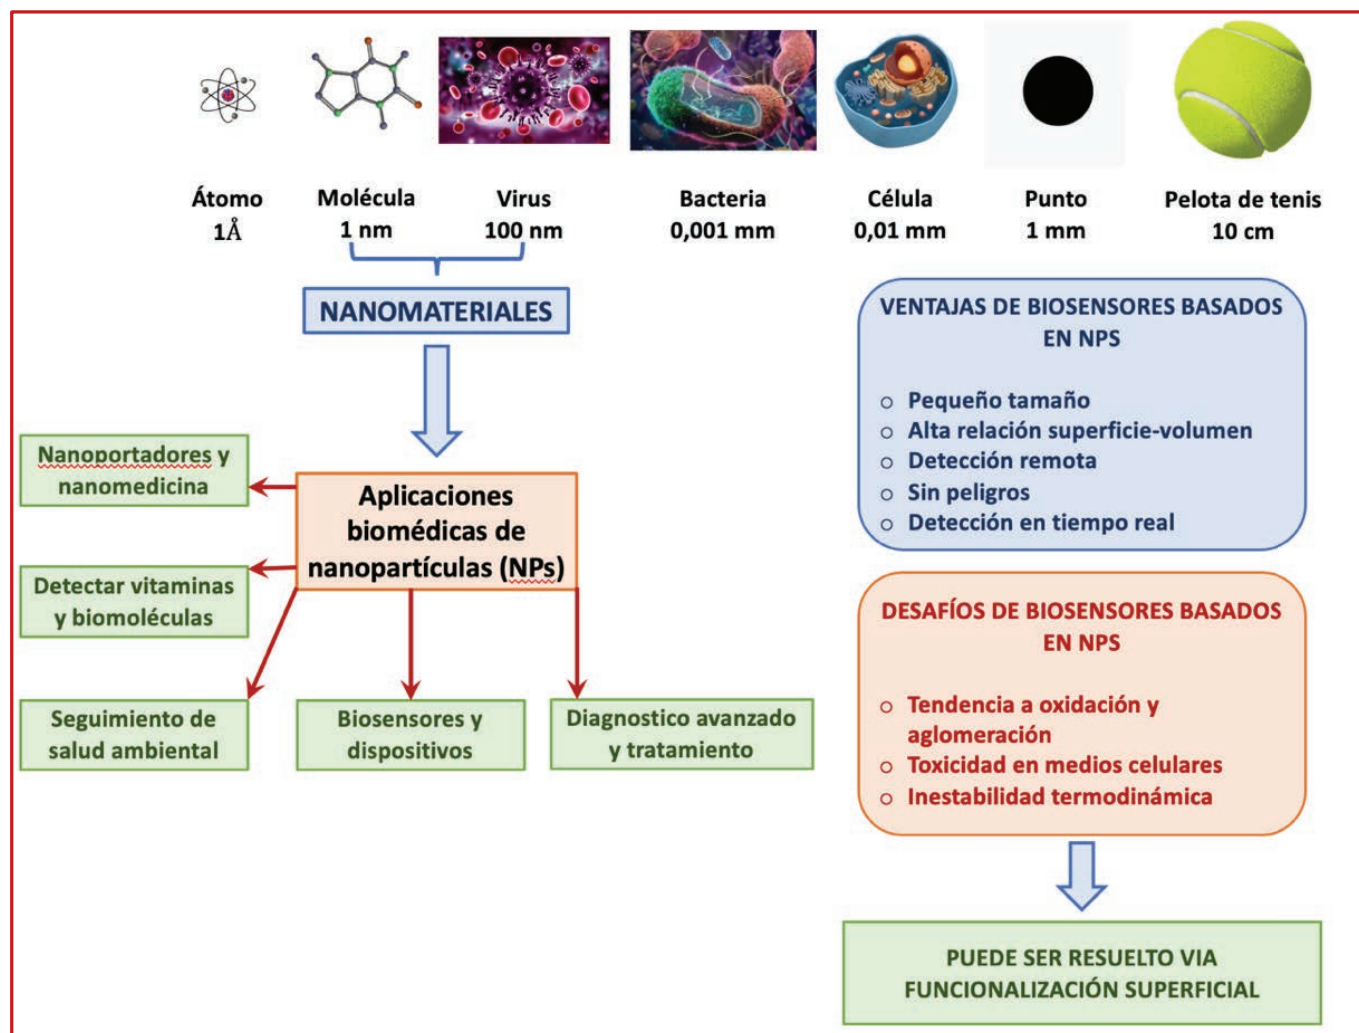 Átomo
1Å
Molécula
1 nm
Virus
100 nm
Bacteria
0,001 mm
Célula
0,01 mm
Punto
1 mm
Pelota de tenis
10 cm
NANOMATERIALES
Aplicaciones
biomédicas de
nanopartículas (NPs)
Nanoportadores y
nanomedicina
Detectar vitaminas
y biomoléculas
Seguimiento de
salud ambiental
Biosensores y
dispositivos
Diagnostico avanzado
y tratamiento
VENTAJAS DE BIOSENSORES BASADOS
EN NPS
o Pequeño tamaño
o Alta relación superficie-volumen
o Detección remota
o Sin peligros
o Detección en tiempo real
DESAFÍOS DE BIOSENSORES BASADOS
EN NPS
o Tendencia a oxidación y
aglomeración
o Toxicidad en medios celulares
o Inestabilidad termodinámica
PUEDE SER RESUELTO VIA
FUNCIONALIZACIÓN SUPERFICIAL